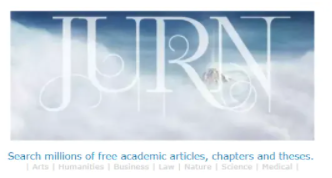 JURN
Search millions of free academic articles, chapters and theses.
| Arts | Humanities | Business | Law | Nature | Science | Medical |